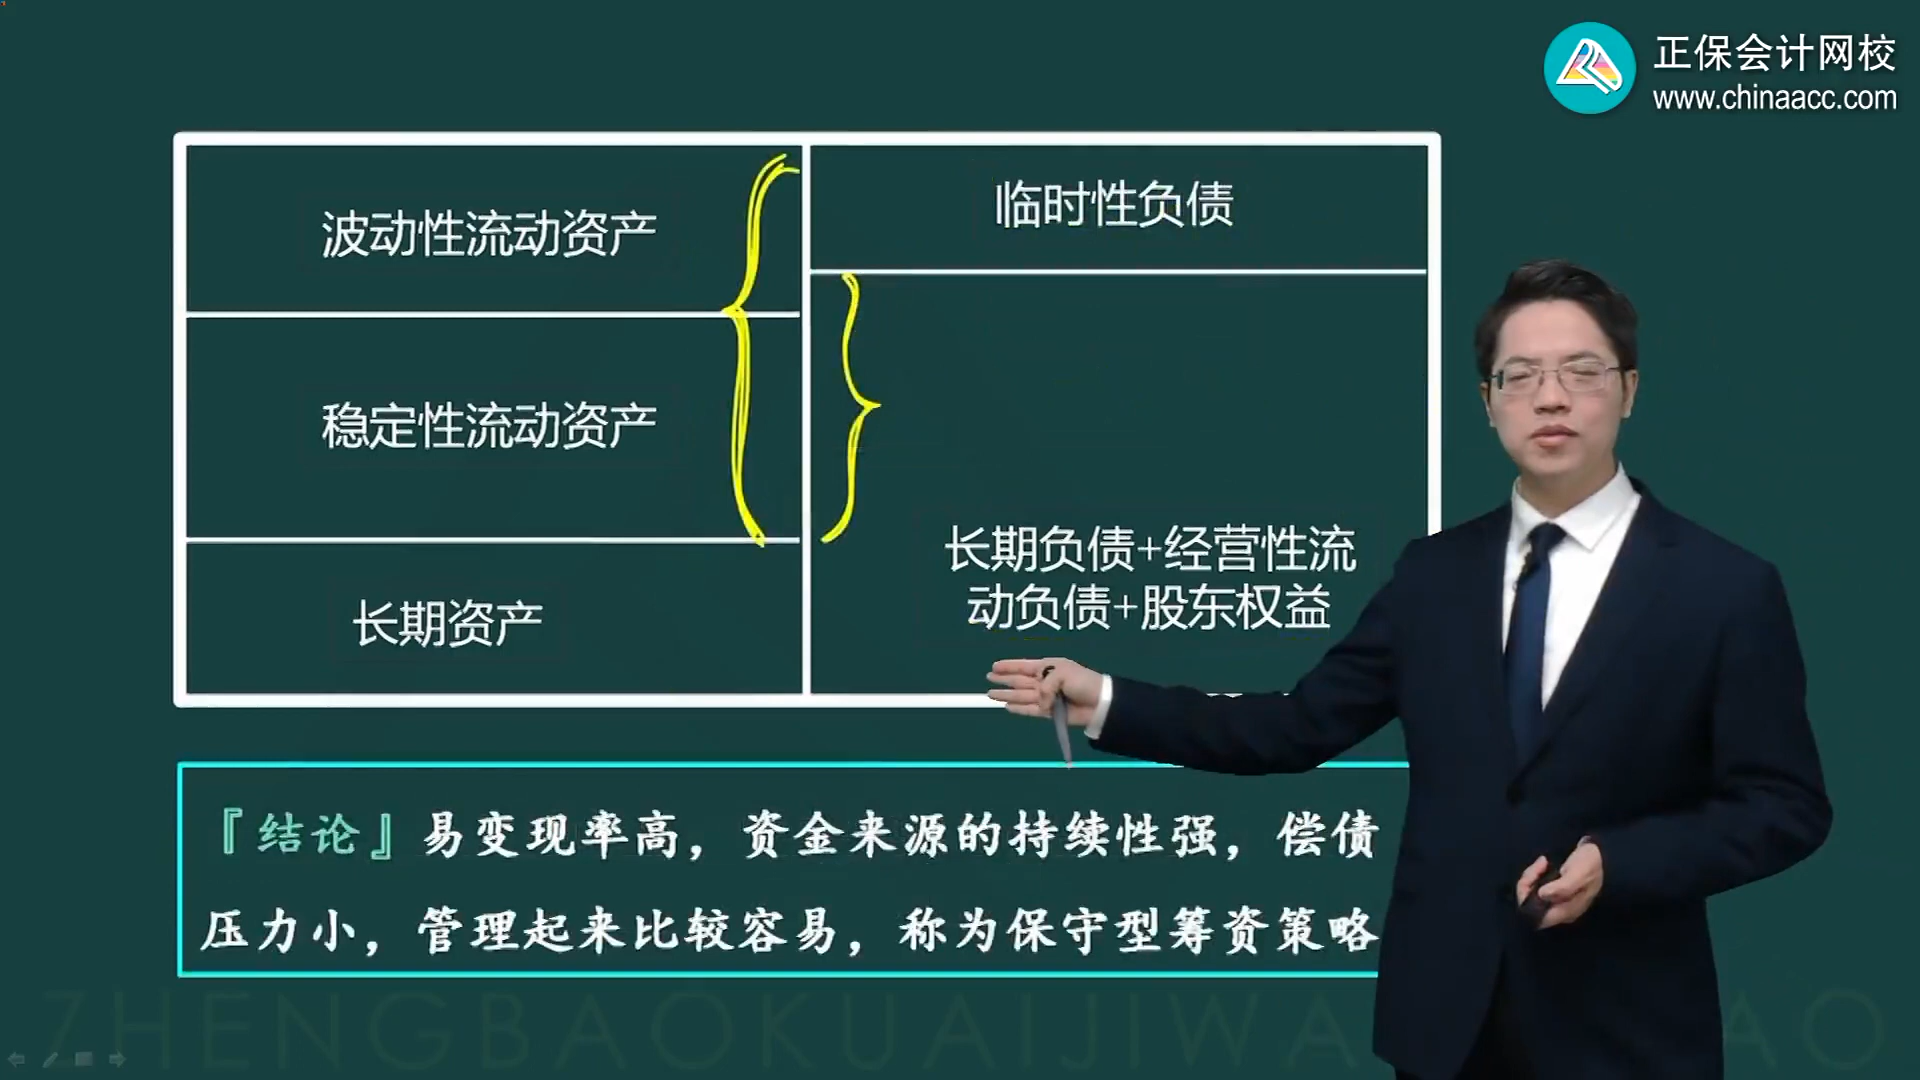 正保会计网校
www.chinaacc.com
波动性流动资产
临时性负债
稳定性流动资产
长期资产
长期负债+经营性流
动负债+股东权益
『结论』易变现率高，资金来源的持续性强，偿债
压力小，管理起来比较容易，称为保守型筹资策略
ZHENGBAOKUAIJIWA AO